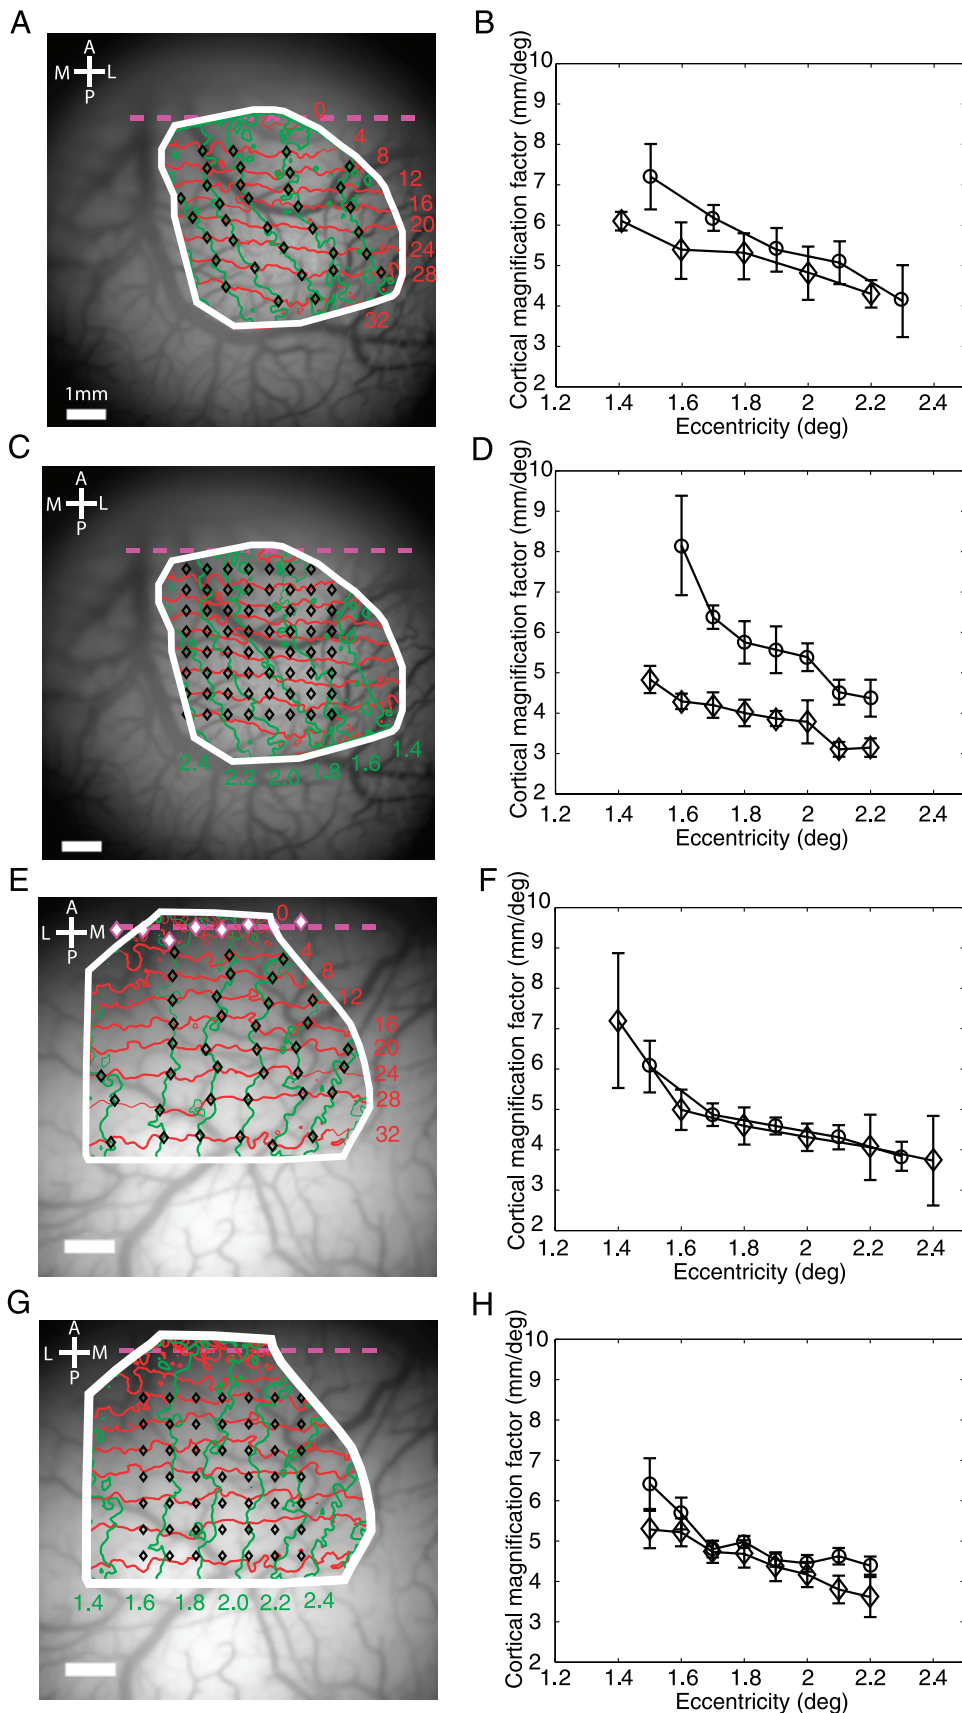 A
A
M L
P
0
4
8
12
16
20
24
28
32
1mm
B
Cortical magnification factor (mm/deg)
10
9
8
7
6
5
4
3
2
1.2 1.4 1.6 1.8 2 2.2 2.4
Eccentricity (deg)
C
A
M L
P
2.4 2.2 2.0 1.8 1.6 1.4
D
Cortical magnification factor (mm/deg)
10
9
8
7
6
5
4
3
2
1.2 1.4 1.6 1.8 2 2.2 2.4
Eccentricity (deg)
E
A
L M
P
0
4
8
12
16
20
24
28
32
F
Cortical magnification factor (mm/deg)
10
9
8
7
6
5
4
3
2
1.2 1.4 1.6 1.8 2 2.2 2.4
Eccentricity (deg)
G
A
L M
P
1.4 1.6 1.8 2.0 2.2 2.4
H
Cortical magnification factor (mm/deg)
10
9
8
7
6
5
4
3
2
1.2 1.4 1.6 1.8 2 2.2 2.4
Eccentricity (deg)